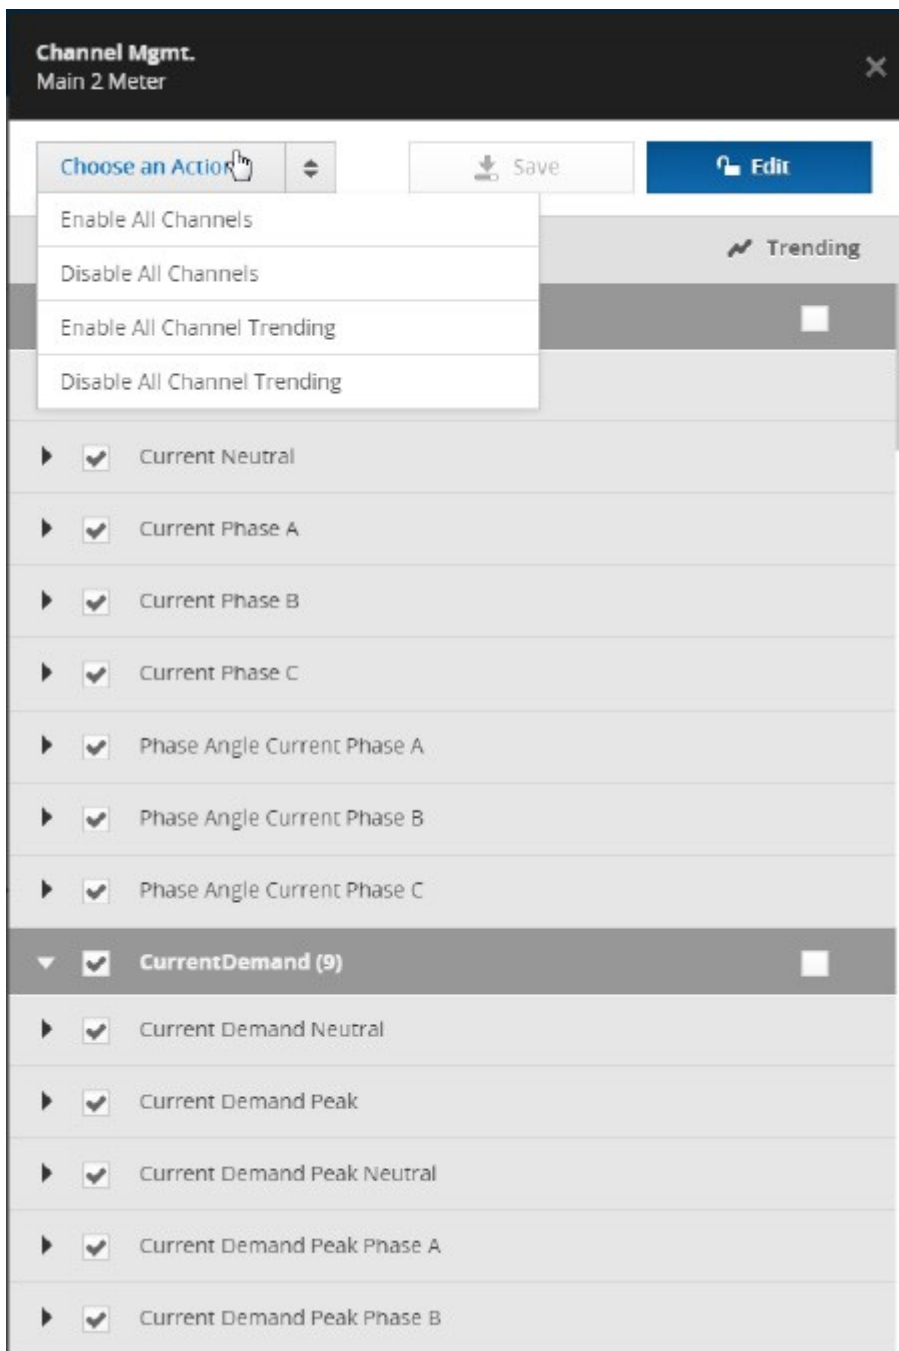 Channel Mgmt.
Main 2 Meter
Choose an Action
Save
Edit
Enable All Channels
Trending
Disable All Channels
Enable All Channel Trending
Disable All Channel Trending
Current Neutral
Current Phase A
Current Phase B
Current Phase C
Phase Angle Current Phase A
Phase Angle Current Phase B
Phase Angle Current Phase C
CurrentDemand (9)
Current Demand Neutral
Current Demand Peak
Current Demand Peak Neutral
Current Demand Peak Phase A
Current Demand Peak Phase B